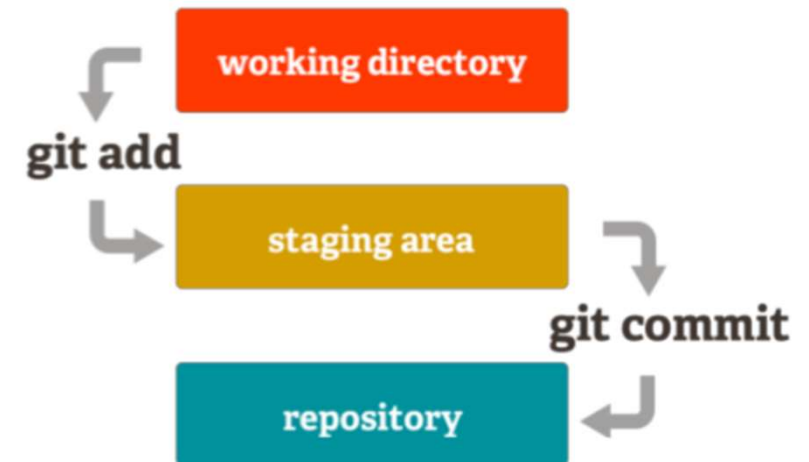 working directory
git add
staging area
git commit
repository